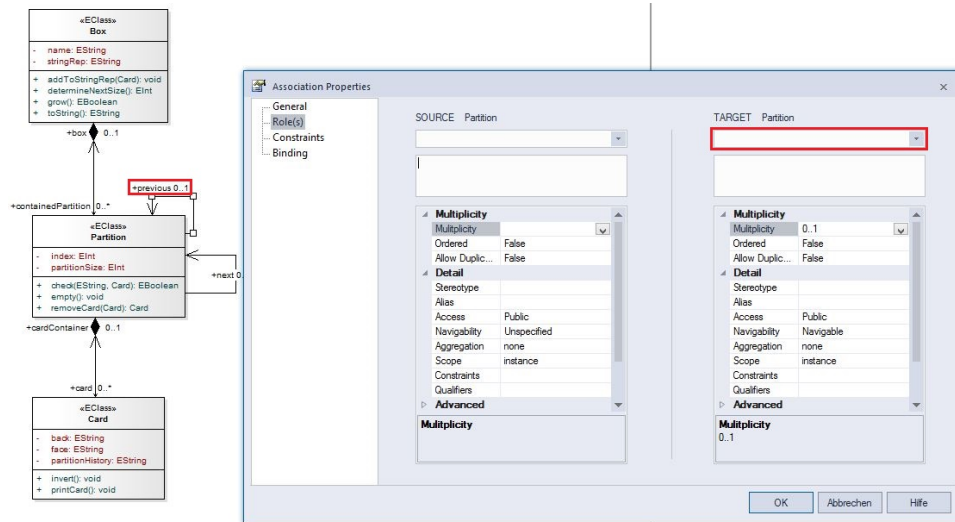 «EClass»
Box
- name: EString
- stringRep: EString
+ addToStringRep(Card): void
+ determineNextSize(): EInt
+ grow(): EBoolean
+ toString(): EString
+box 0..1
+previous 0..1
+containedPartition 0..*
«EClass»
Partition
- index: EInt
- partitionSize: EInt
+ check(EString, Card): EBoolean
+ empty(): void
+ removeCard(Card): Card
+next 0
+cardContainer 0..1
+card 0..*
«EClass»
Card
- back: EString
- face: EString
- partitionHistory: EString
+ invert(): void
+ printCard(): void
Association Properties
General
Role(s)
Constraints
Binding
SOURCE Partition
Multiplicity
Mulitplicity
Ordered False
Allow Duplic... False
Detail
Stereotype
Alias
Access Public
Navigability Unspecified
Aggregation none
Scope instance
Constraints
Qualifiers
Advanced
Mulitplicity
TARGET Partition
Multiplicity
Mulitplicity 0..1
Ordered False
Allow Duplic... False
Detail
Stereotype
Alias
Access Public
Navigability Navigable
Aggregation none
Scope instance
Constraints
Qualifiers
Advanced
Mulitplicity
0..1
OK Abbrechen Hilfe